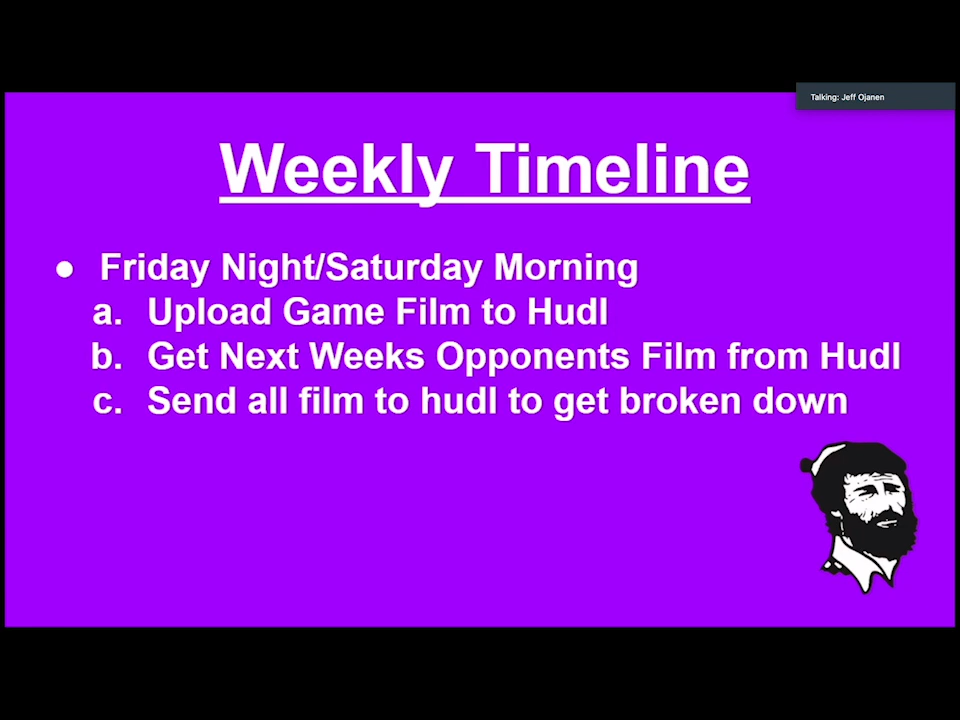 Talking: Jeff Ojanen
Weekly Timeline
● Friday Night/Saturday Morning
a. Upload Game Film to Hudl
b. Get Next Weeks Opponents Film from Hudl
c. Send all film to hudl to get broken down